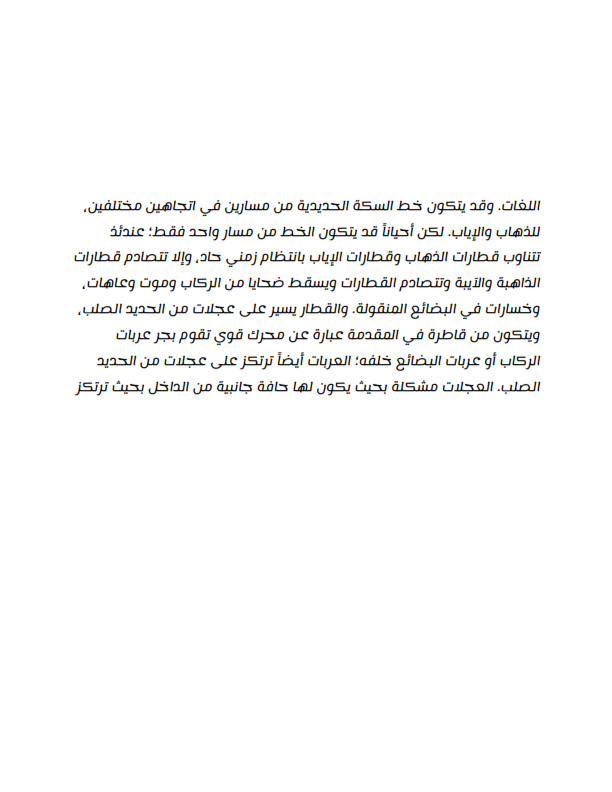 اللغات. وقد يتكون خط السكة الحديدية من مسارين في اتجاهين مختلفين،
للذهاب والإياب. لكن أحياناً قد يتكون الخط من مسار واحد فقط؛ عندئذ
تتناوب قطارات الذهاب وقطارات الإياب بانتظام زمني حاد، وإلا تتصادم قطارات
الذاهبة والآيبة وتتصادم القطارات ويسقط ضحايا من الركاب وموت وعاهات،
وخسارات في البضائع المنقولة. والقطار يسير على عجلات من الحديد الصلب،
ويتكون من قاطرة في المقدمة عبارة عن محرك قوي تقوم بجر عربات
الركاب أو عربات البضائع خلفه؛ العربات أيضاً ترتكز على عجلات من الحديد
الصلب. العجلات مشكلة بحيث يكون لها حافة جانبية من الداخل بحيث ترتكز